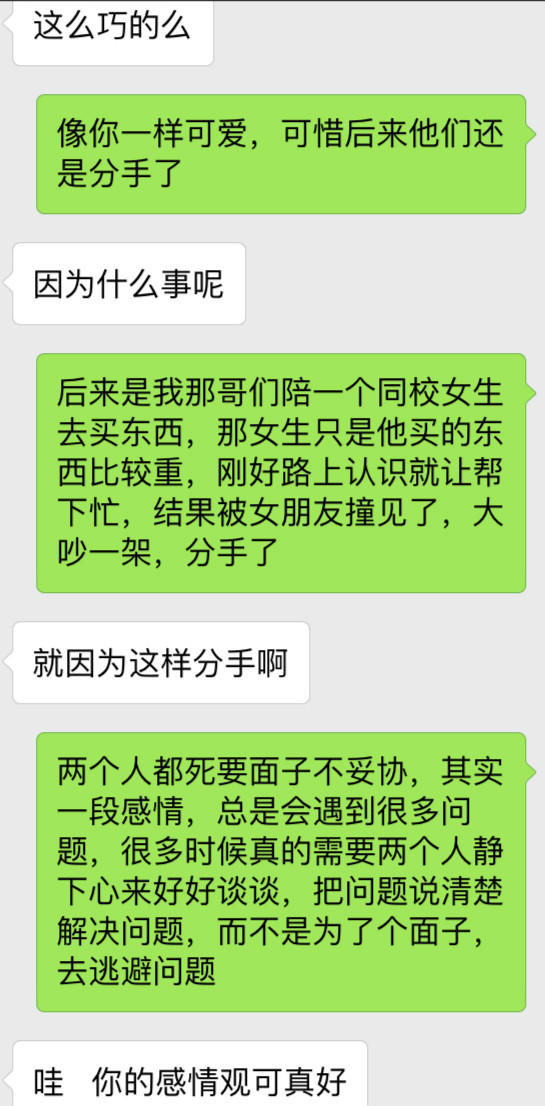 这么巧的么
像你一样可爱，可惜后来他们还
是分手了
因为什么事呢
后来是我那哥们陪一个同校女生
去买东西，那女生只是他买的东
西比较重，刚好路上认识就让帮
下忙，结果被女朋友撞见了，大
吵一架，分手了
就因为这样分手啊
两个人都死要面子不妥协，其实
一段感情，总是会遇到很多问
题，很多时候真的需要两个人静
下心来好好谈谈，把问题说清楚
解决问题，而不是为了个面子，
去逃避问题
哇 你的感情观可真好